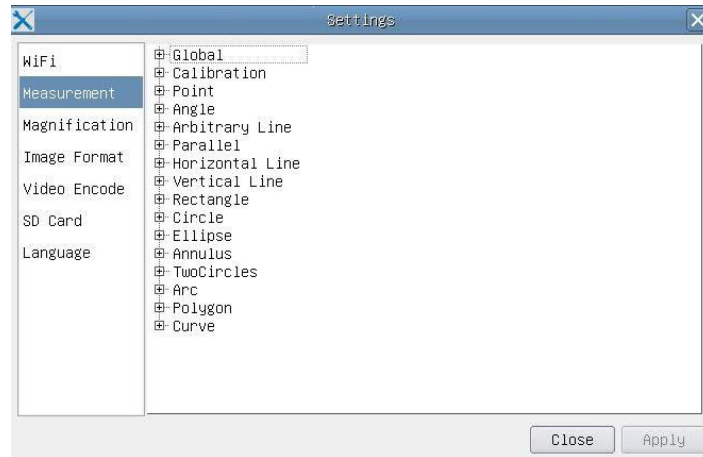 Settings
WiFi
Measurement
Magnification
Image Format
Video Encode
SD Card
Language
Global
Calibration
Point
Angle
Arbitrary Line
Parallel
Horizontal Line
Vertical Line
Rectangle
Circle
Ellipse
Annulus
TwoCircles
Arc
Polygon
Curve
Close
Apply